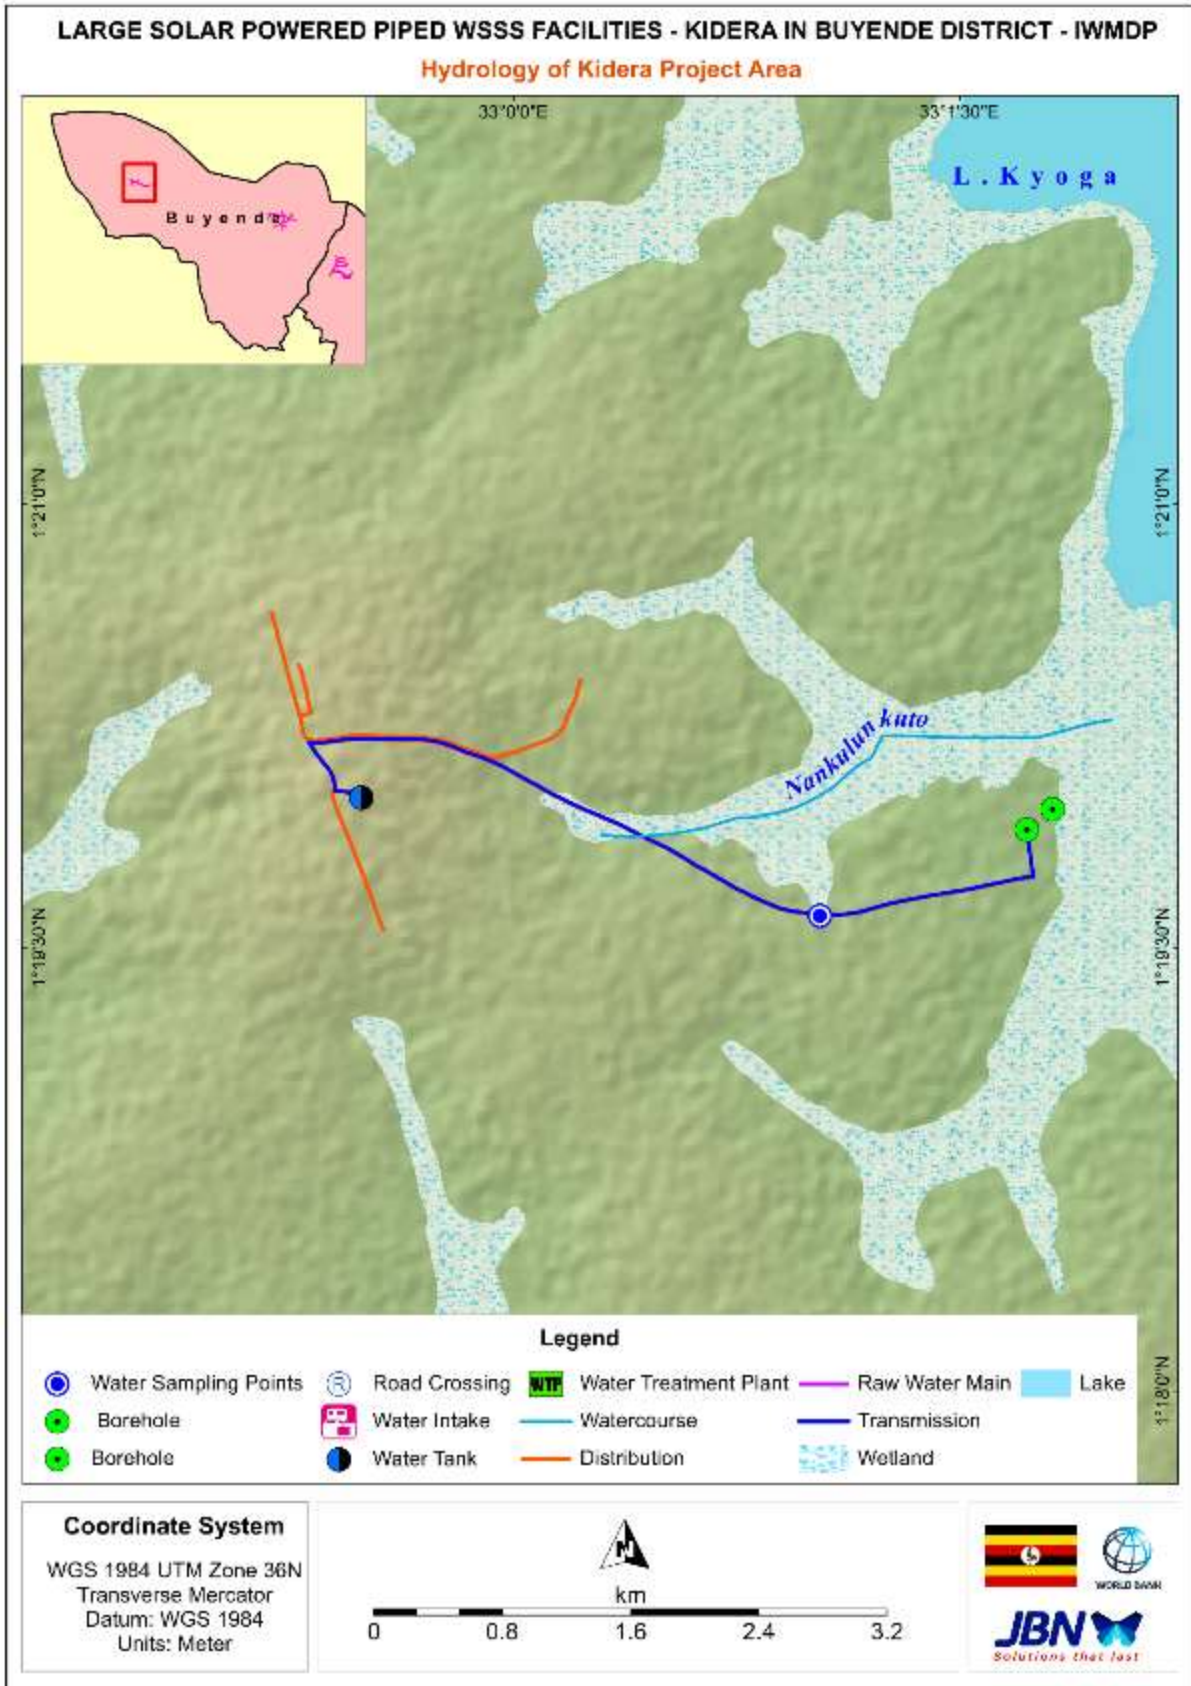 LARGE SOLAR POWERED PIPED WSSS FACILITIES - KIDERA IN BUYENDE DISTRICT - IWMDP
Hydrology of Kidera Project Area
33°0'0"E
33°1'30"E
L.Kyoga
Buyende
1°21'0"N
1°21'0"N
Nankulun kuto
1°19'30"N
1°19'30"N
Legend
Water Sampling Points
R
Road Crossing
WTP
Water Treatment Plant
Raw Water Main
Lake
Borehole
Water Intake
Watercourse
Transmission
Borehole
Water Tank
Distribution
Wetland
1°18'0"N
Coordinate System
WGS 1984 UTM Zone 36N
Transverse Mercator
Datum: WGS 1984
Units: Meter
N
km
0 0.8 1.6 2.4 3.2
WORLD BANK
JBN
Solutions that last